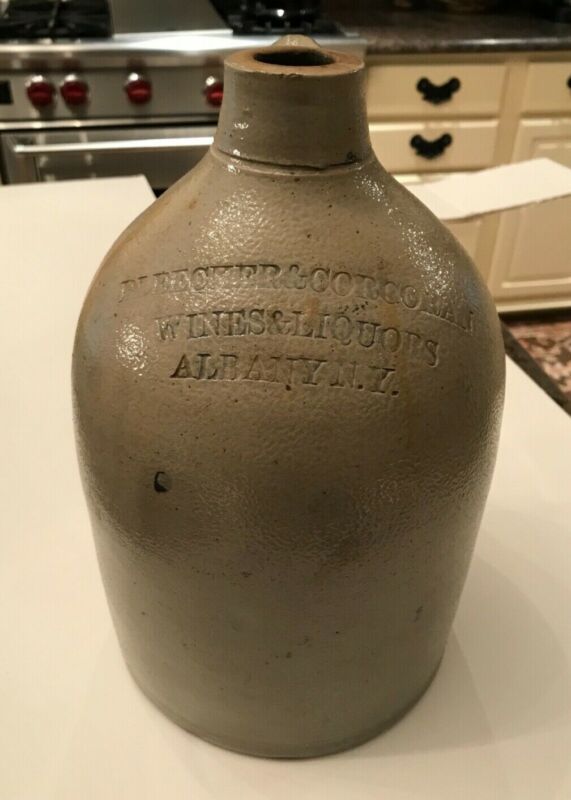 BLEECKER & CORCORAN
WINES & LIQUORS
ALBANY N.Y.